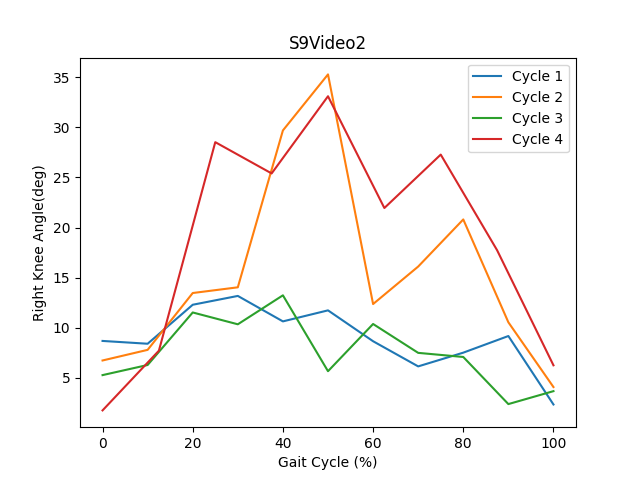 S9Video2
Cycle 1
Cycle 2
Cycle 3
Cycle 4
Right Knee Angle(deg)
35
30
25
20
15
10
5
0 20 40 60 80 100
Gait Cycle (%)